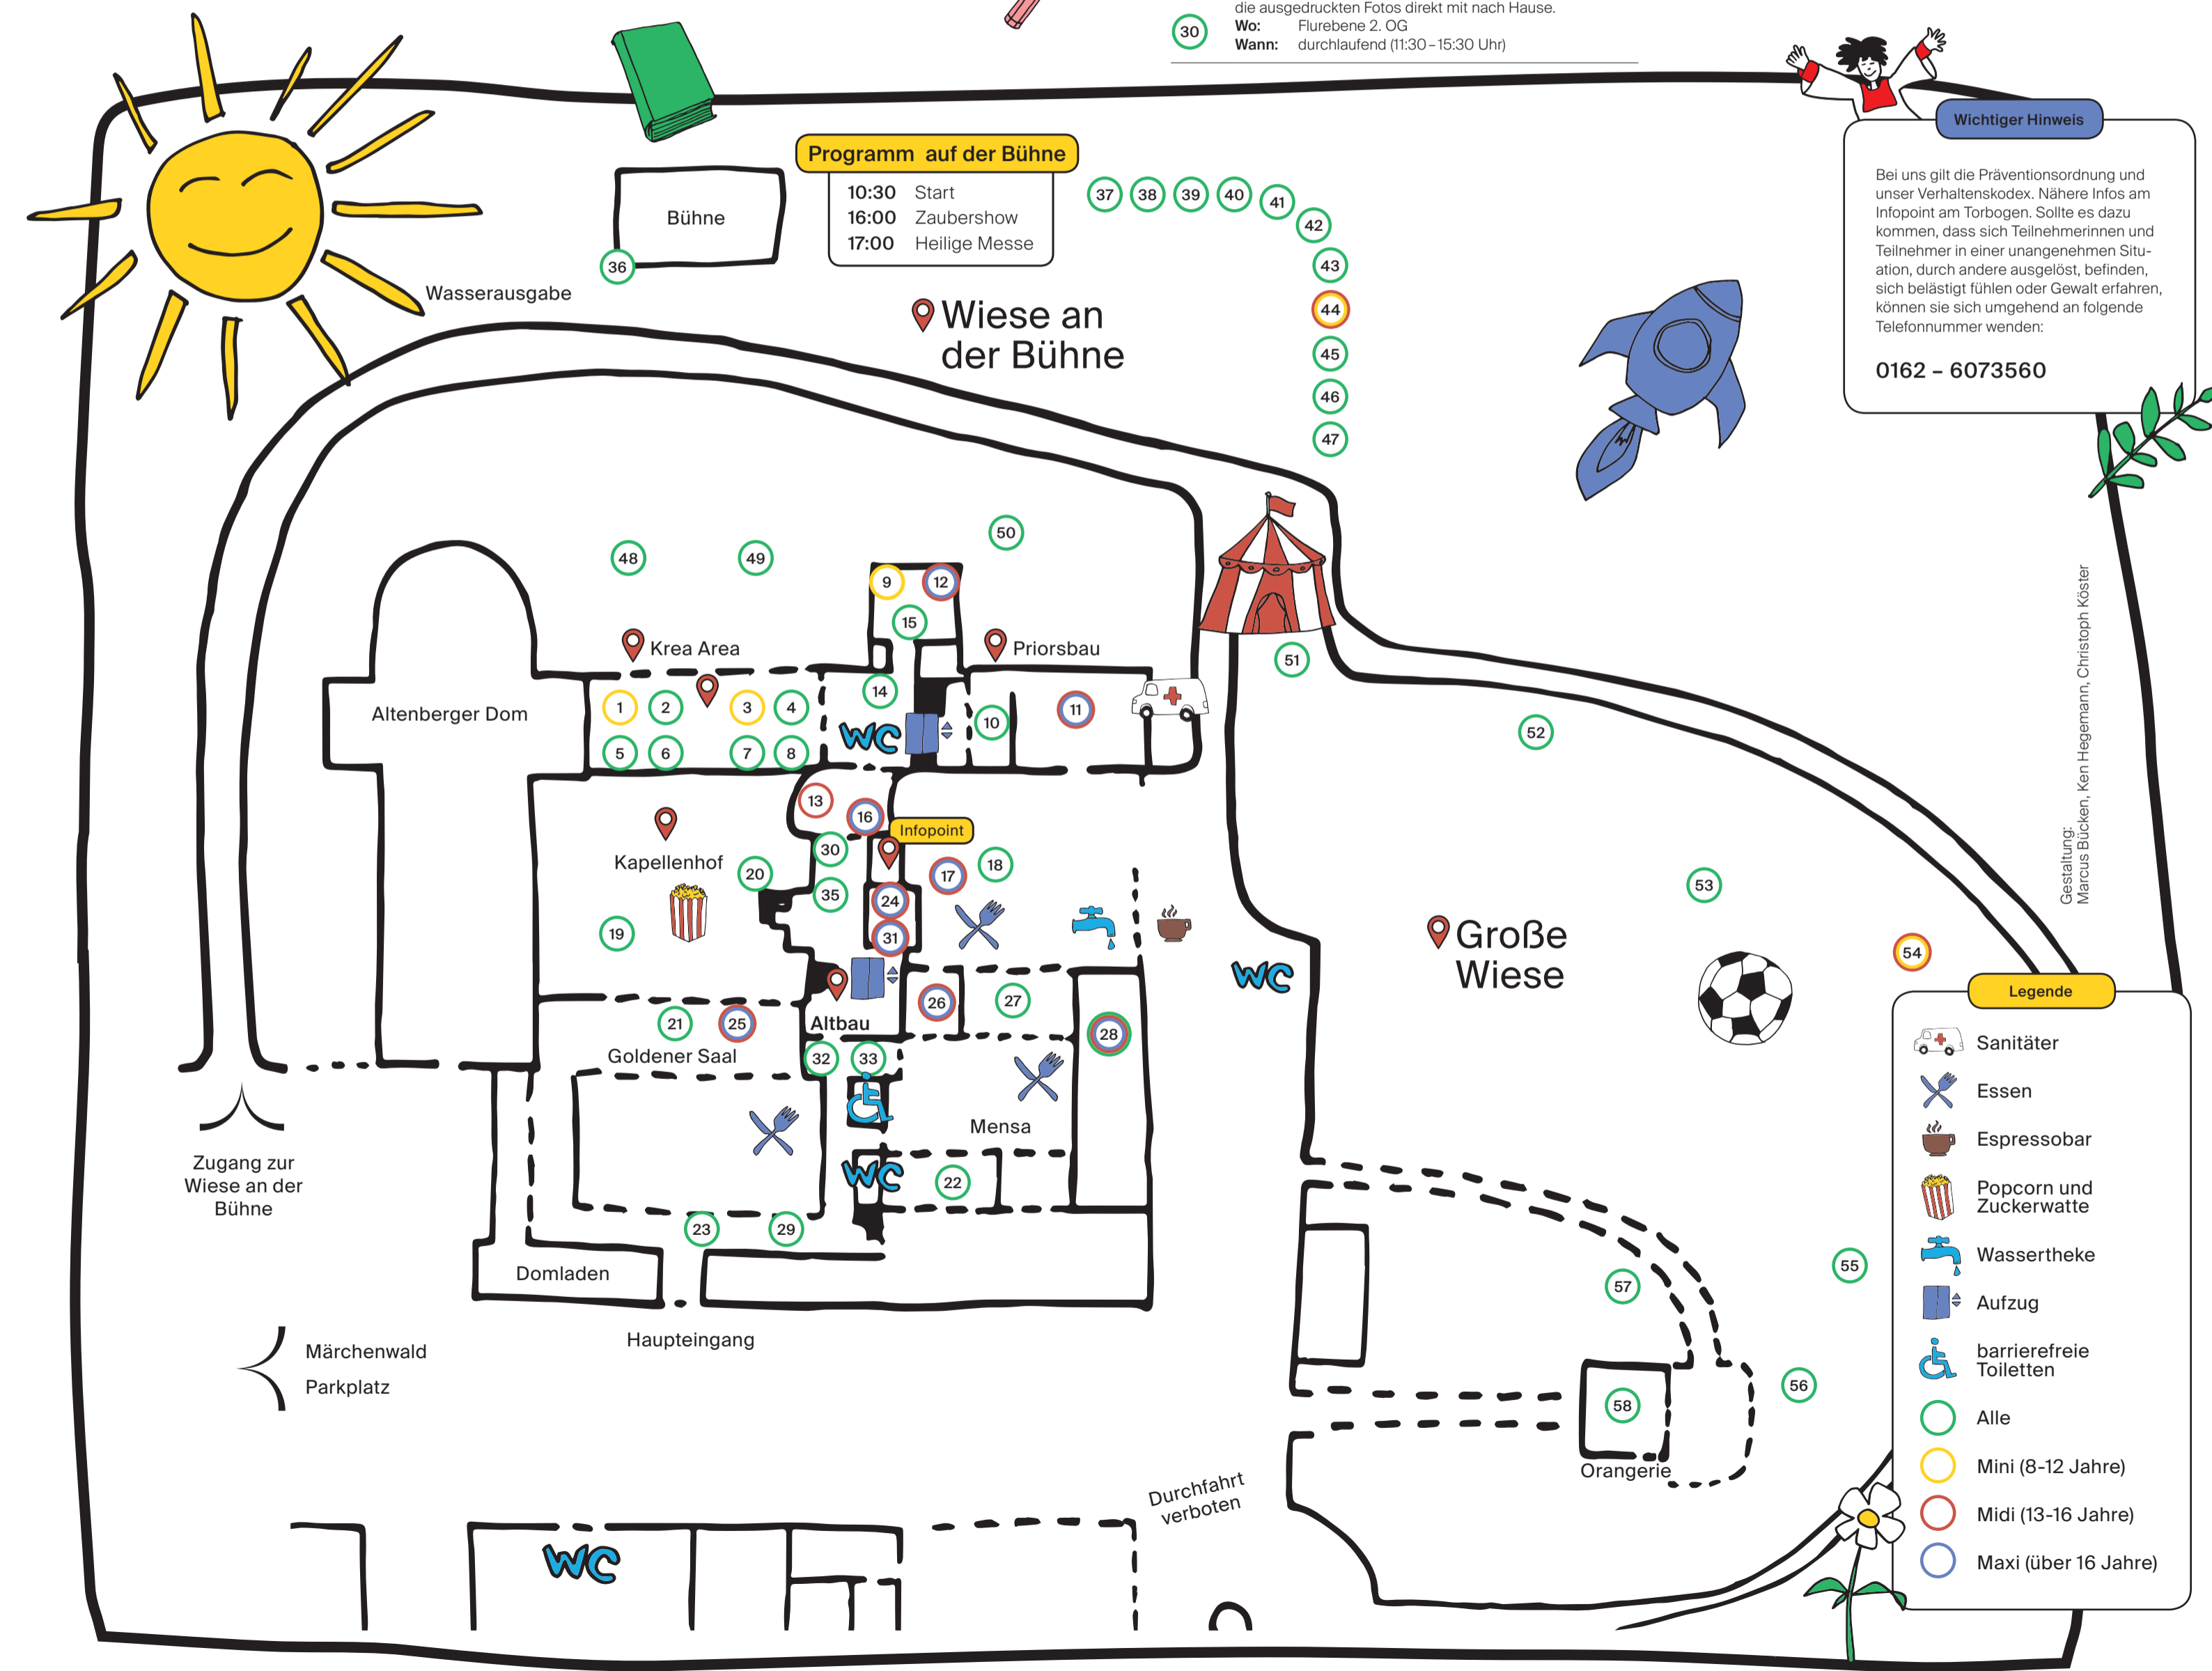 die ausgedruckten Fotos direkt mit nach Hause.
30
Wo: Flurebene 2. OG
Wann: durchlaufend (11:30–15:30 Uhr)
Wichtiger Hinweis
Bei uns gilt die Präventionsordnung und
unser Verhaltenskodex. Nähere Infos am
Infopoint am Torbogen. Sollte es dazu
kommen, dass sich Teilnehmerinnen und
Teilnehmer in einer unangenehmen Situ-
ation, durch andere ausgelöst, befinden,
sich belästigt fühlen oder Gewalt erfahren,
können sie sich umgehend an folgende
Telefonnummer wenden:
0162 – 6073560
Programm auf der Bühne
10:30 Start
16:00 Zaubershow
17:00 Heilige Messe
Bühne
36
37 38 39 40 41
42
43
44
45
46
47
Wasserausgabe
Wiese an
der Bühne
48 49 50
9 12
15
Krea Area
Priorsbau
51
Altenberger Dom
1 2 3 4
14
10
11
WC
5 6 7 8
52
13
16
Infopoint
Kapellenhof
30
20
35
17
18
24
31
19
53
Große
Wiese
WC
54
Altbau
21 25
Goldener Saal
26
27
28
32 33
Mensa
WC
22
23 29
Domladen
Haupteingang
Zugang zur
Wiese an der
Bühne
Märchenwald
Parkplatz
55
57
56
58
Orangerie
Durchfahrt
verboten
WC
Gestaltung:
Marcus Bücken, Ken Hegemann, Christoph Köster
Legende
Sanitäter
Essen
Espressobar
Popcorn und
Zuckerwatte
Wassertheke
Aufzug
barrierefreie
Toiletten
Alle
Mini (8-12 Jahre)
Midi (13-16 Jahre)
Maxi (über 16 Jahre)